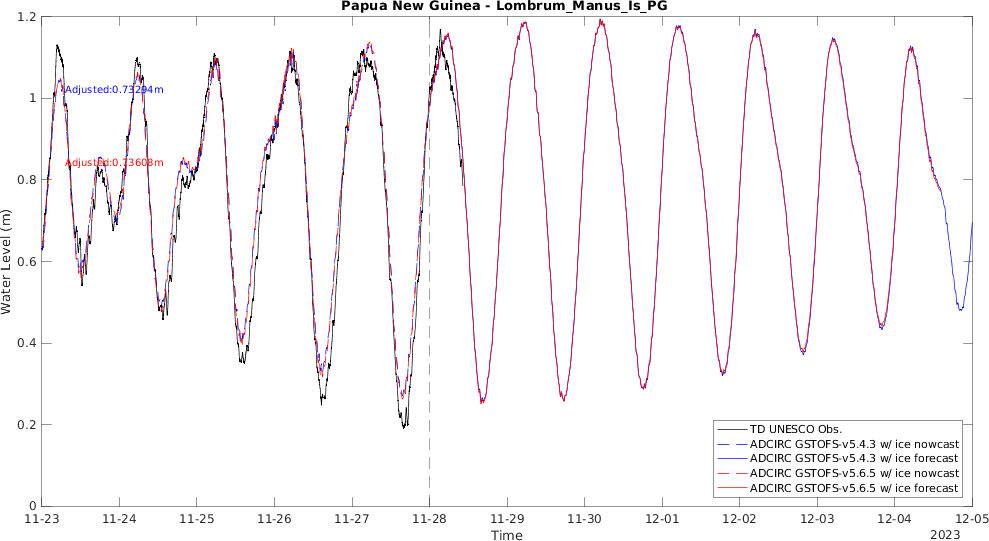 Papua New Guinea - Lombrum_Manus_Is_PG
1.2
1
0.8
0.6
0.4
0.2
0
Water Level (m)
Adjusted:0.73294m
Adjusted:0.73608m
TD UNESCO Obs.
ADCIRC GSTOFS-v5.4.3 w/ ice nowcast
ADCIRC GSTOFS-v5.4.3 w/ ice forecast
ADCIRC GSTOFS-v5.6.5 w/ ice nowcast
ADCIRC GSTOFS-v5.6.5 w/ ice forecast
11-23 11-24 11-25 11-26 11-27 11-28 11-29 11-30 12-01 12-02 12-03 12-04 12-05
Time
2023